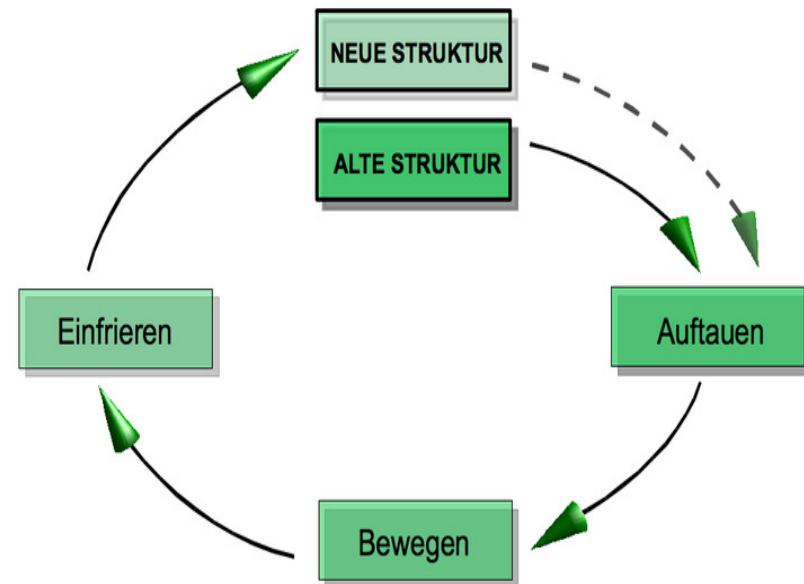 NEUE STRUKTUR
ALTE STRUKTUR
Einfrieren
Auftauen
Bewegen